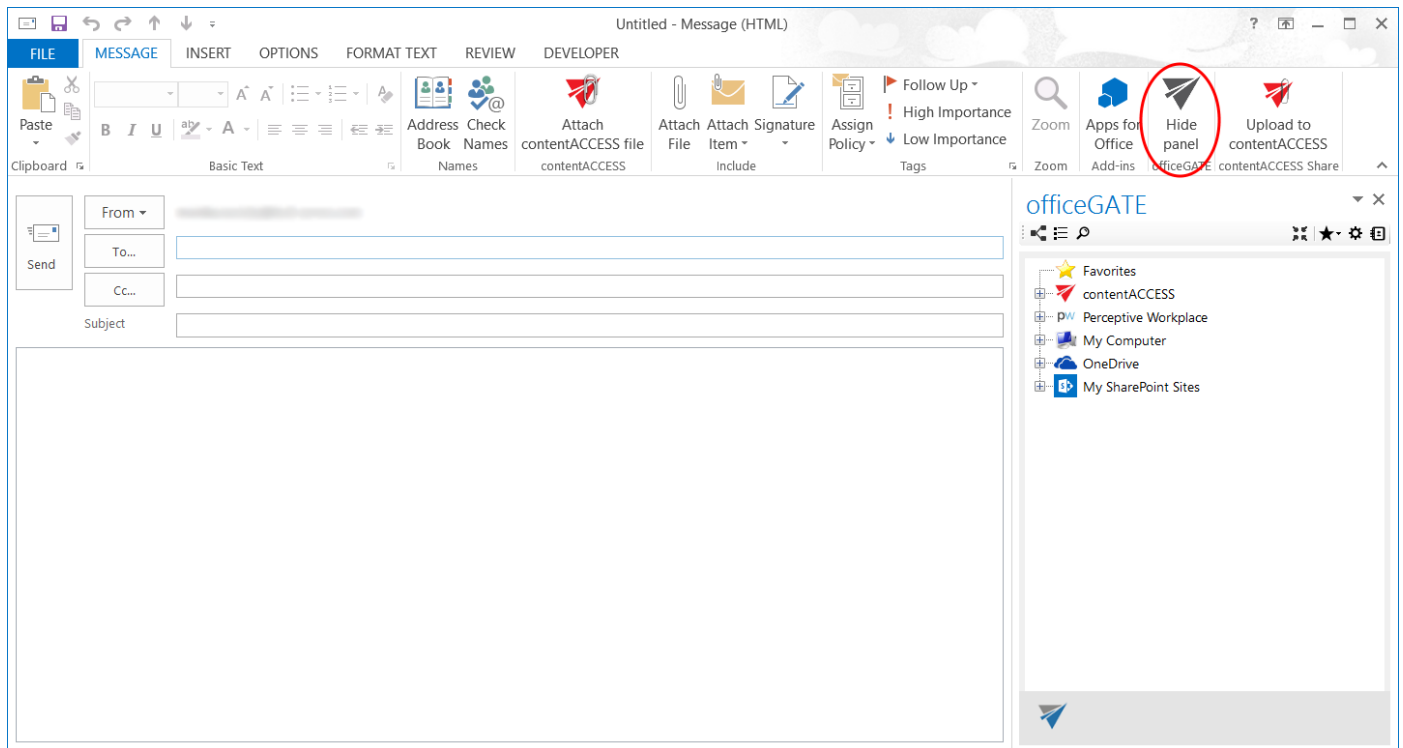 Untitled - Message (HTML)
FILE MESSAGE INSERT OPTIONS FORMAT TEXT REVIEW DEVELOPER
Paste
Clipboard
B I U
Basic Text
Address Book
Check Names
Names
Attach contentACCESS file
contentACCESS
Attach File
Attach Item
Signature
Include
Assign Policy
Follow Up
High Importance
Low Importance
Tags
Zoom
Zoom
Apps for Office
Add-ins
Hide panel
officeGATE
Upload to contentACCESS
contentACCESS Share
Send
From
To...
Cc...
Subject
officeGATE
Favorites
contentACCESS
pw Perceptive Workplace
My Computer
OneDrive
My SharePoint Sites